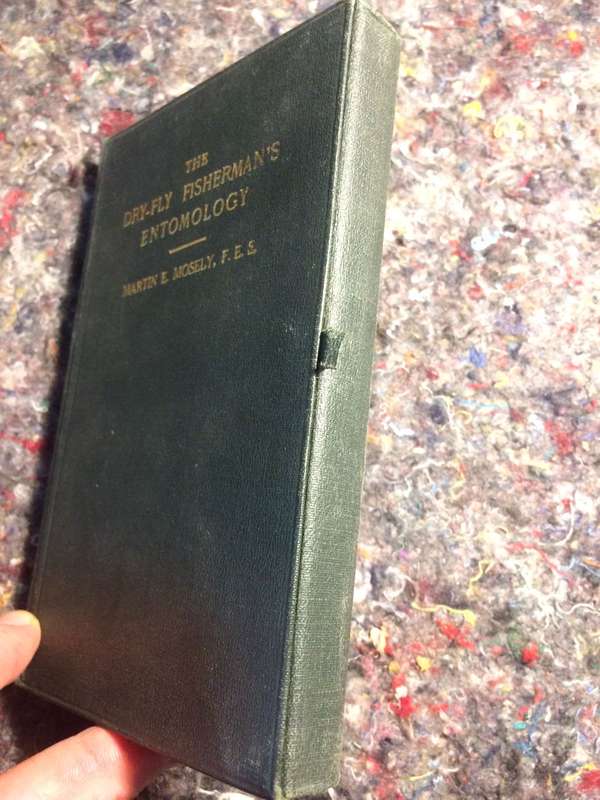 THE
DRY-FLY FISHERMAN'S
ENTOMOLOGY
MARTIN E. MOSELY, F. E. S.